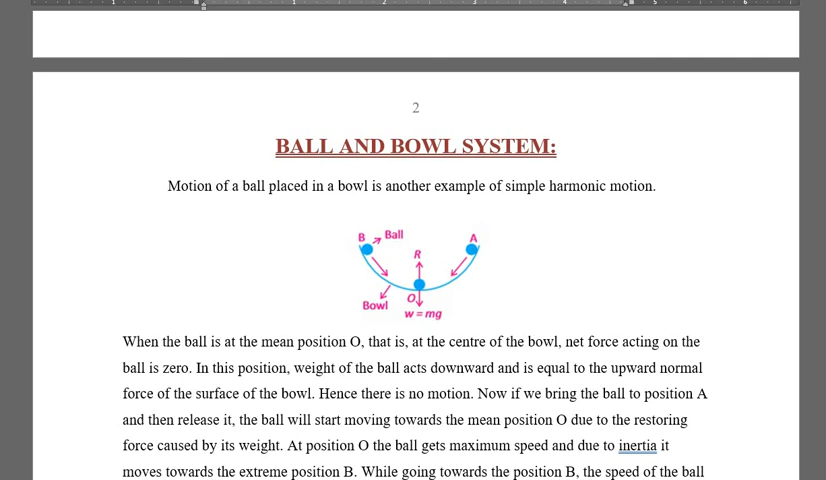 2
BALL AND BOWL SYSTEM:
Motion of a ball placed in a bowl is another example of simple harmonic motion.
B Ball A
R
O
Bowl
w = mg
When the ball is at the mean position O, that is, at the centre of the bowl, net force acting on the
ball is zero. In this position, weight of the ball acts downward and is equal to the upward normal
force of the surface of the bowl. Hence there is no motion. Now if we bring the ball to position A
and then release it, the ball will start moving towards the mean position O due to the restoring
force caused by its weight. At position O the ball gets maximum speed and due to inertia it
moves towards the extreme position B. While going towards the position B, the speed of the ball